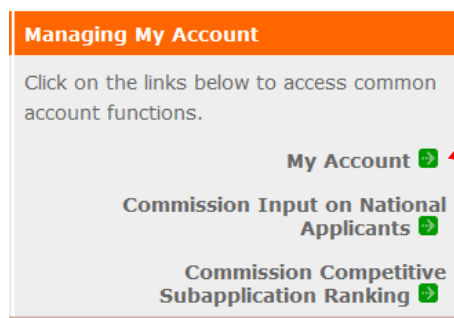 Managing My Account
Click on the links below to access common
account functions.
My Account
Commission Input on National
Applicants
Commission Competitive
Subapplication Ranking